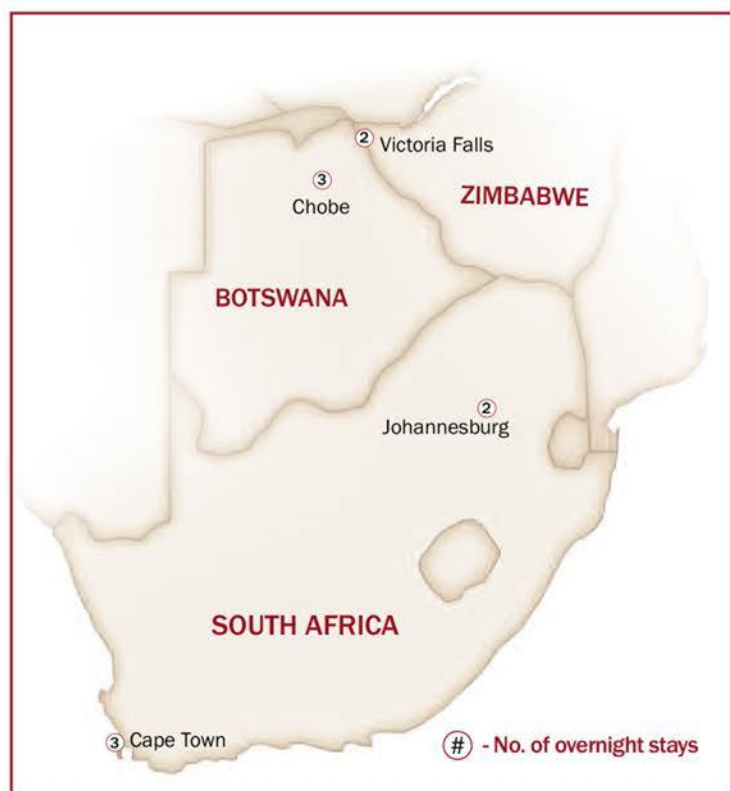 ② Victoria Falls
③
Chobe
ZIMBABWE
BOTSWANA
②
Johannesburg
SOUTH AFRICA
③ Cape Town
# - No. of overnight stays